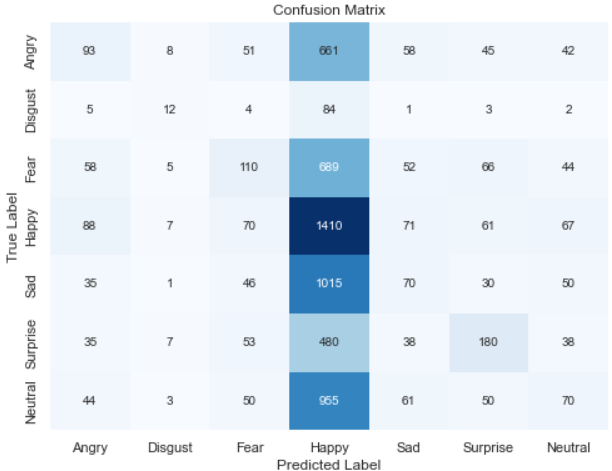 Confusion Matrix
True Label
Angry 93 8 51 661 58 45 42
Disgust 5 12 4 84 1 3 2
Fear 58 5 110 689 52 66 44
Happy 88 7 70 1410 71 61 67
Sad 35 1 46 1015 70 30 50
Surprise 35 7 53 480 38 180 38
Neutral 44 3 50 955 61 50 70
Angry Disgust Fear Happy Sad Surprise Neutral
Predicted Label